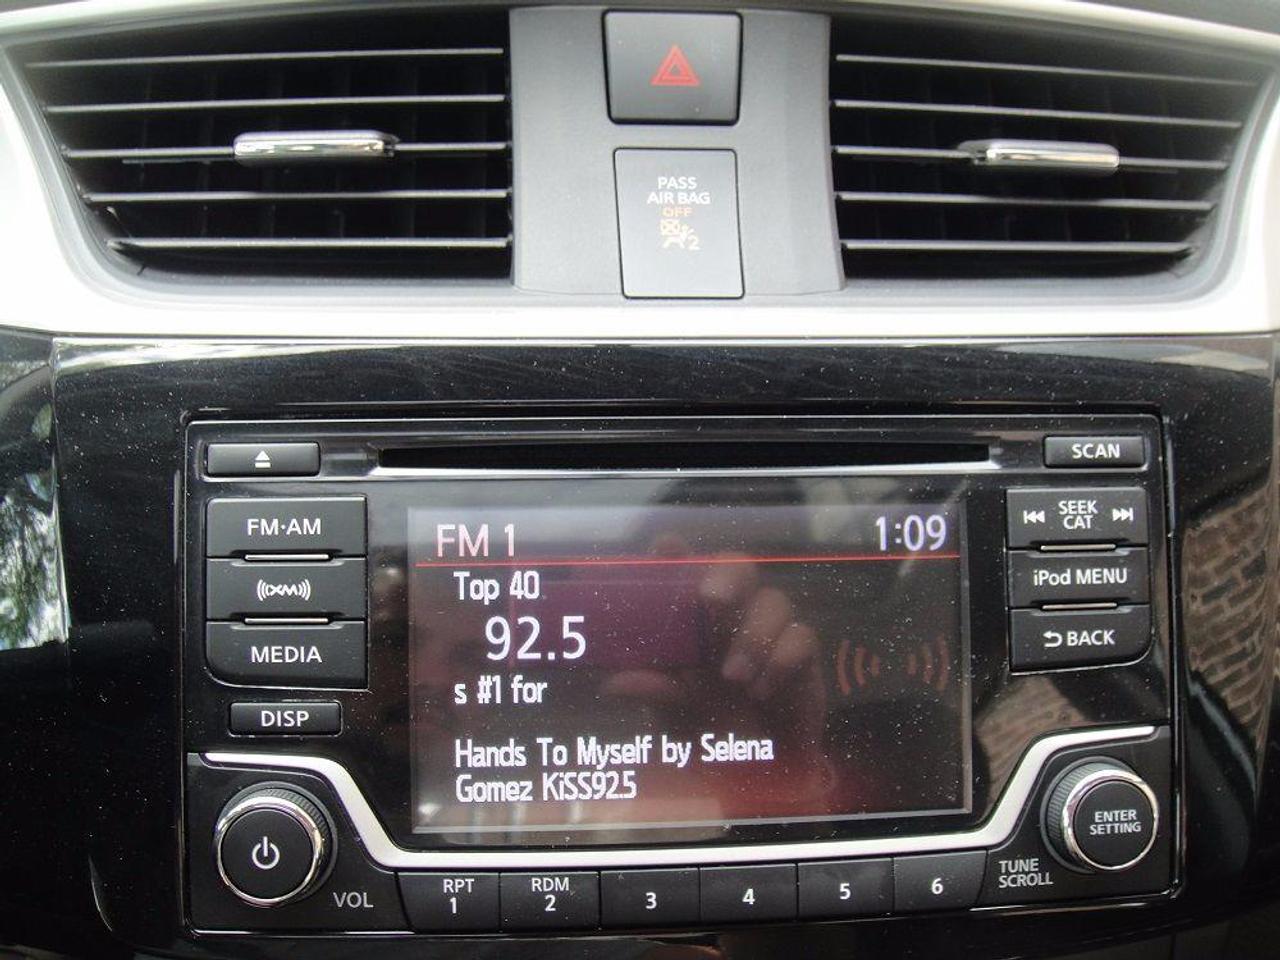 PASS
AIR BAG
OFF
2
SCAN
FM·AM
SEEK
CAT
XM
iPod MENU
MEDIA
BACK
DISP
FM 1 1:09
Top 40
92.5
s #1 for
Hands To Myself by Selena
Gomez KiSS92.5
VOL
ENTER
SETTING
TUNE
SCROLL
RPT
1
RDM
2
3
4
5
6